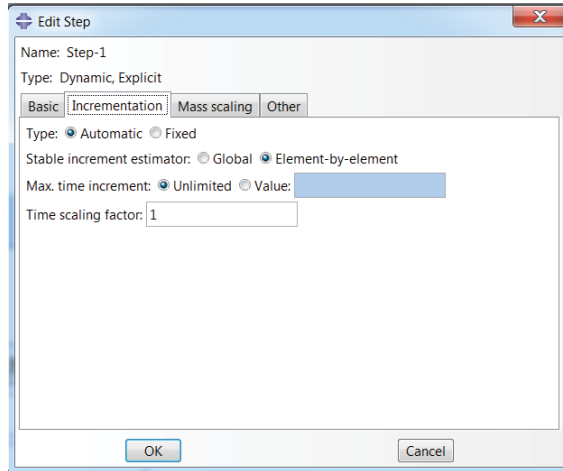 Edit Step
Name: Step-1
Type: Dynamic, Explicit
Basic Incrementation Mass scaling Other
Type: Automatic Fixed
Stable increment estimator: Global Element-by-element
Max. time increment: Unlimited Value:
Time scaling factor: 1
OK Cancel